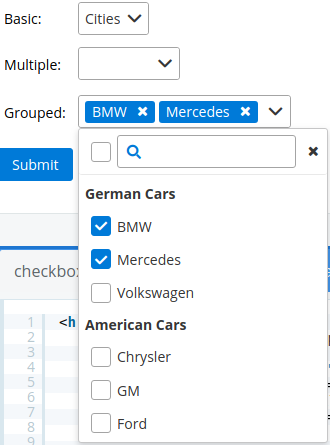 Basic: Cities
Multiple:
Grouped: BMW Mercedes
Submit
German Cars
BMW
Mercedes
Volkswagen
American Cars
Chrysler
GM
Ford
checkbo
1 <h
2
3
4
5
6
7
8
9